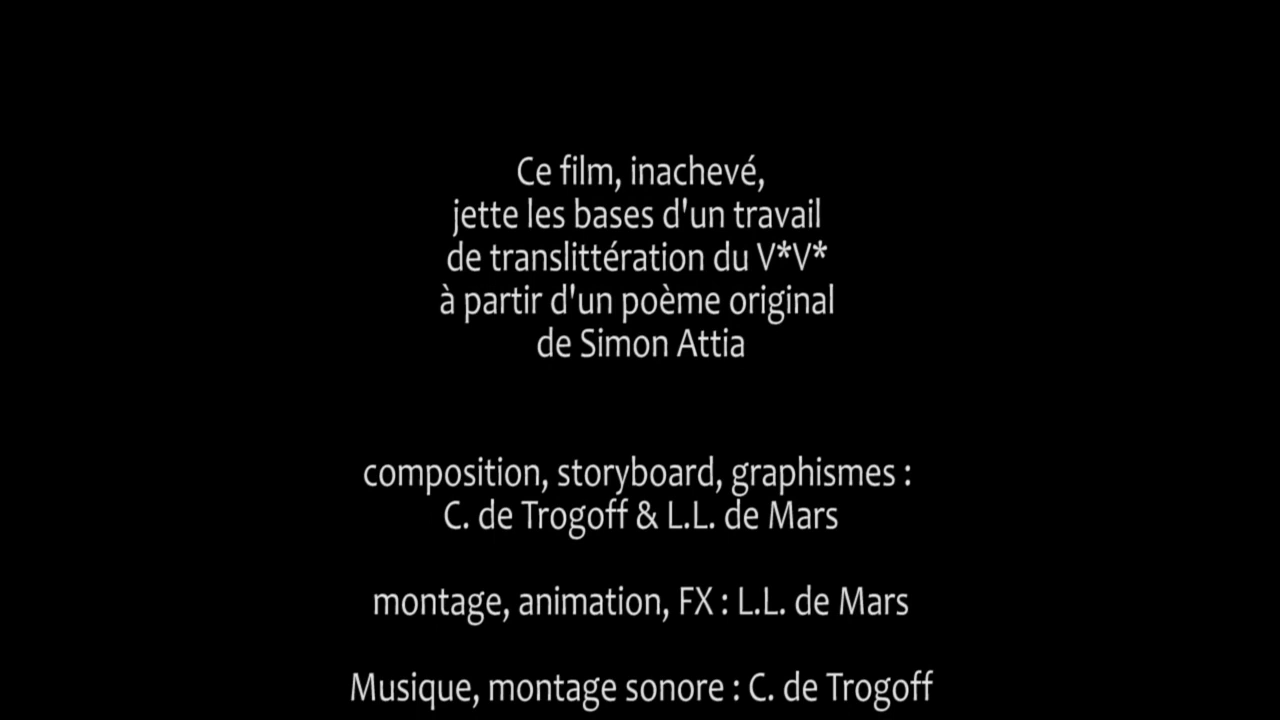 Ce film, inachevé,
jette les bases d'un travail
de translittération du V*V*
à partir d'un poème original
de Simon Attia
composition, storyboard, graphismes :
C. de Trogoff & L.L. de Mars
montage, animation, FX : L.L. de Mars
Musique, montage sonore : C. de Trogoff